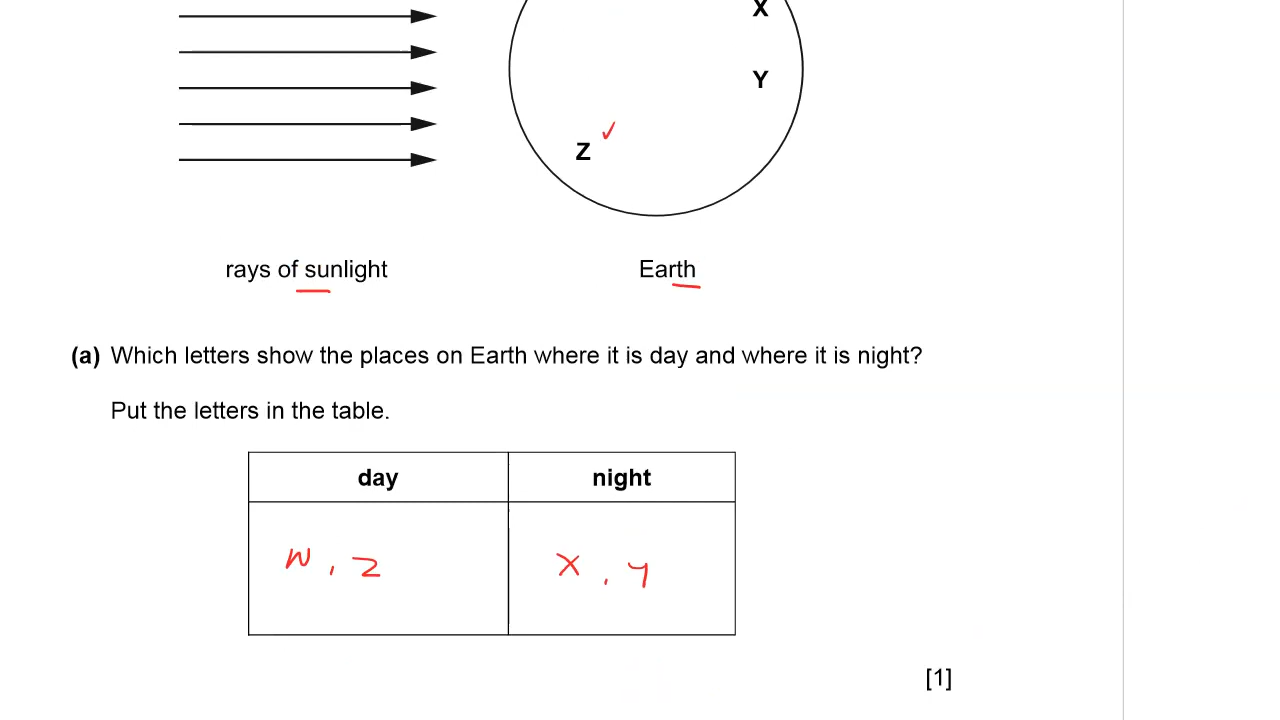 X
Y
Z
rays of sunlight Earth
(a) Which letters show the places on Earth where it is day and where it is night?
Put the letters in the table.
day night
W, Z X, Y
[1]